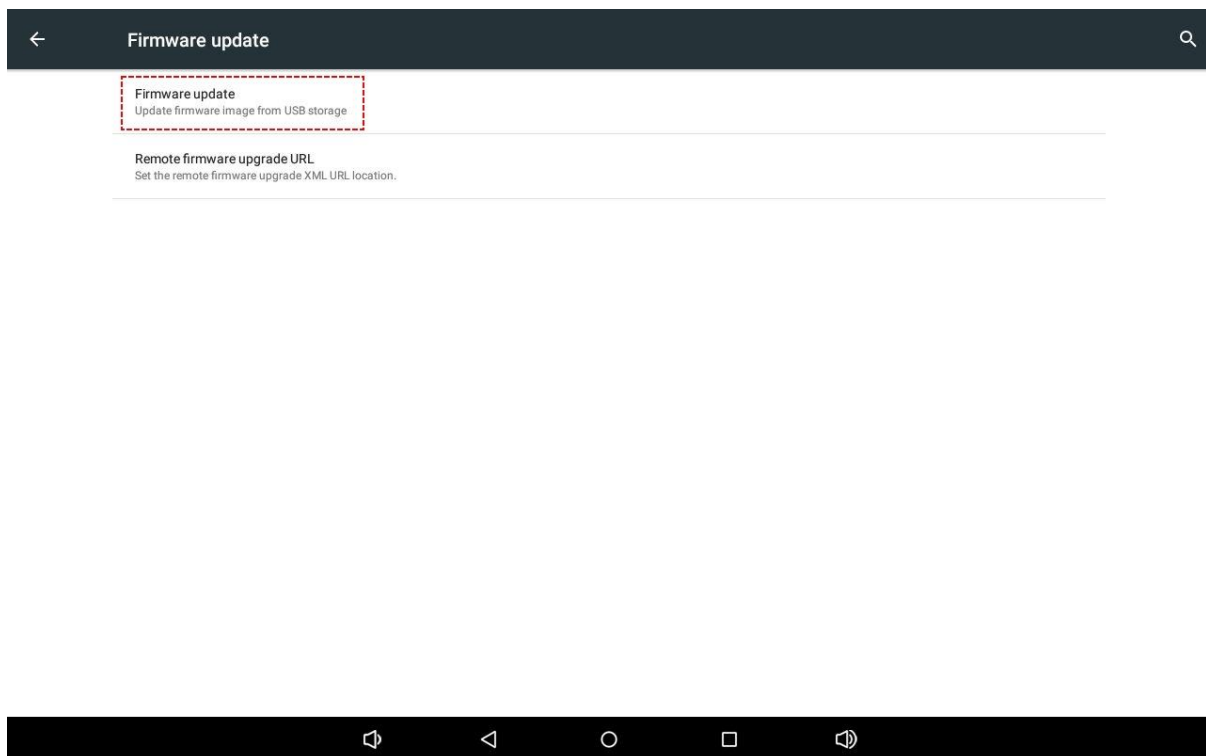 Firmware update
Firmware update
Update firmware image from USB storage
Remote firmware upgrade URL
Set the remote firmware upgrade XML URL location.